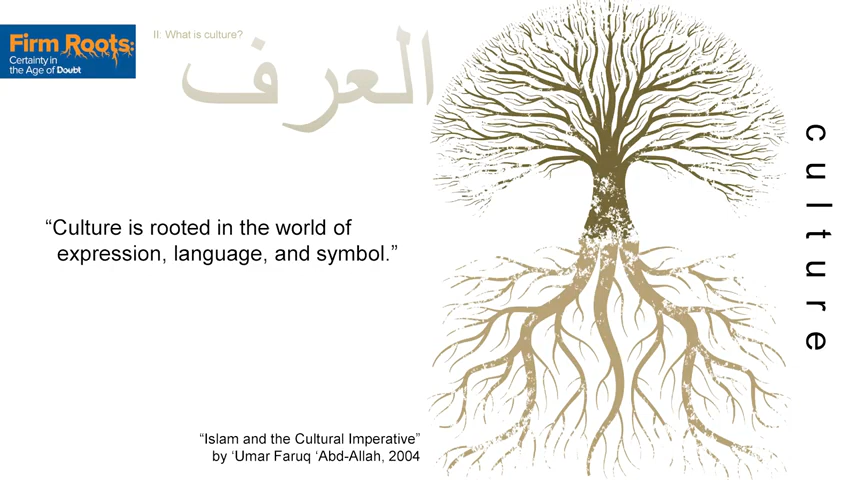 Firm Roots:
Certainty in
the Age of Doubt
II: What is culture?
العرف
“Culture is rooted in the world of
expression, language, and symbol.”
culture
“Islam and the Cultural Imperative”
by ‘Umar Faruq ‘Abd-Allah, 2004